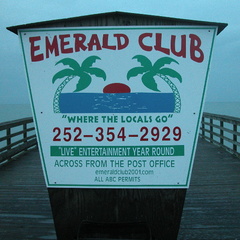 EMERALD CLUB
"WHERE THE LOCALS GO"
252-354-2929
"LIVE" ENTERTAINMENT YEAR ROUND
ACROSS FROM THE POST OFFICE
emeraldclub2001.com
ALL ABC PERMITS